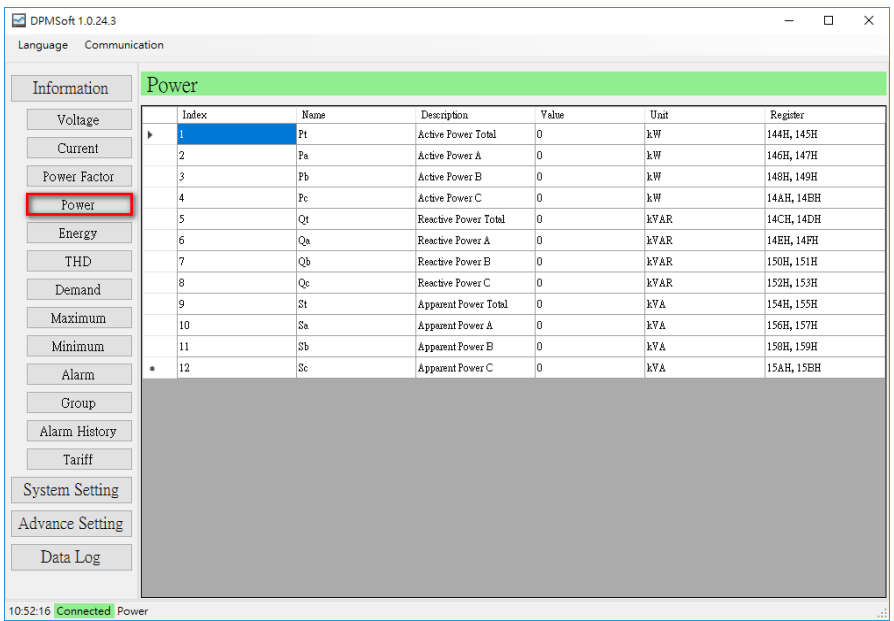 DPMSoft 1.0.24.3
Language Communication
Information
Voltage
Current
Power Factor
Power
Energy
THD
Demand
Maximum
Minimum
Alarm
Group
Alarm History
Tariff
System Setting
Advance Setting
Data Log
Power
Index Name Description Value Unit Register
1 Pt Active Power Total 0 kW 144H, 145H
2 Pa Active Power A 0 kW 146H, 147H
3 Pb Active Power B 0 kW 148H, 149H
4 Pc Active Power C 0 kW 14AH, 14BH
5 Qt Reactive Power Total 0 kVAR 14CH, 14DH
6 Qa Reactive Power A 0 kVAR 14EH, 14FH
7 Qb Reactive Power B 0 kVAR 150H, 151H
8 Qc Reactive Power C 0 kVAR 152H, 153H
9 St Apparent Power Total 0 kVA 154H, 155H
10 Sa Apparent Power A 0 kVA 156H, 157H
11 Sb Apparent Power B 0 kVA 158H, 159H
12 Sc Apparent Power C 0 kVA 15AH, 15BH
10:52:16 Connected Power